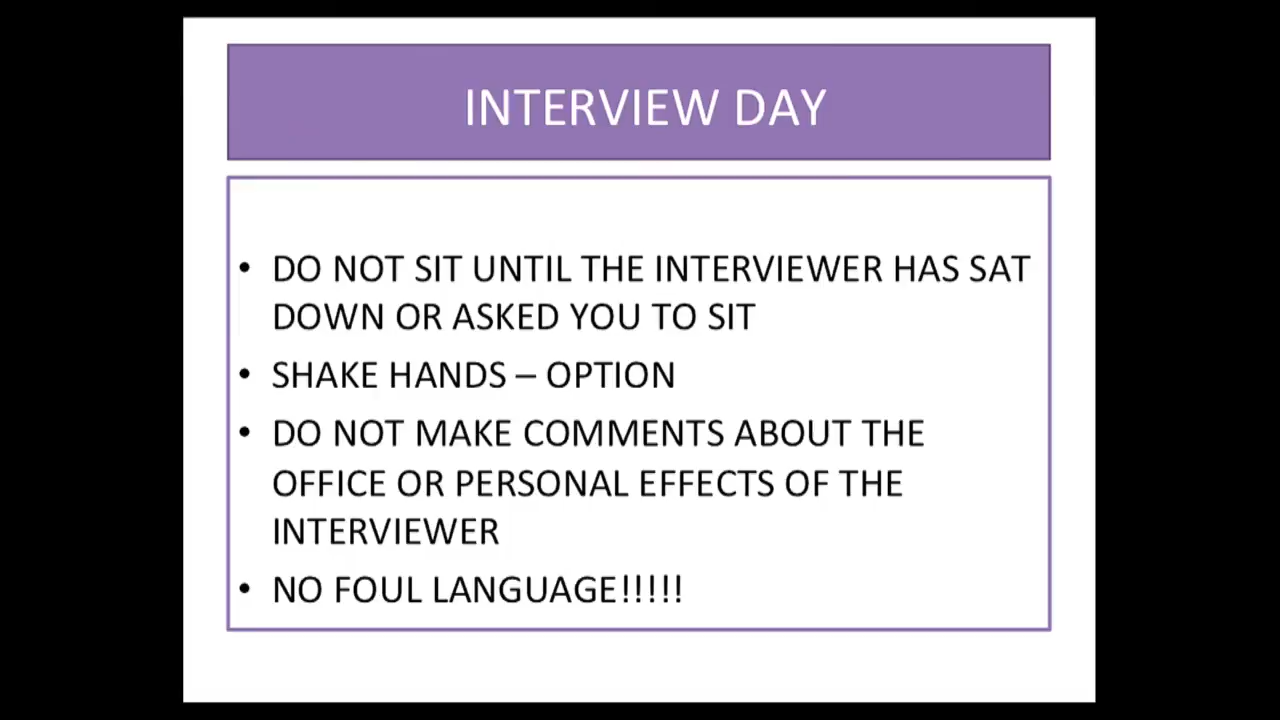 INTERVIEW DAY
• DO NOT SIT UNTIL THE INTERVIEWER HAS SAT
DOWN OR ASKED YOU TO SIT
• SHAKE HANDS – OPTION
• DO NOT MAKE COMMENTS ABOUT THE
OFFICE OR PERSONAL EFFECTS OF THE
INTERVIEWER
• NO FOUL LANGUAGE!!!!!